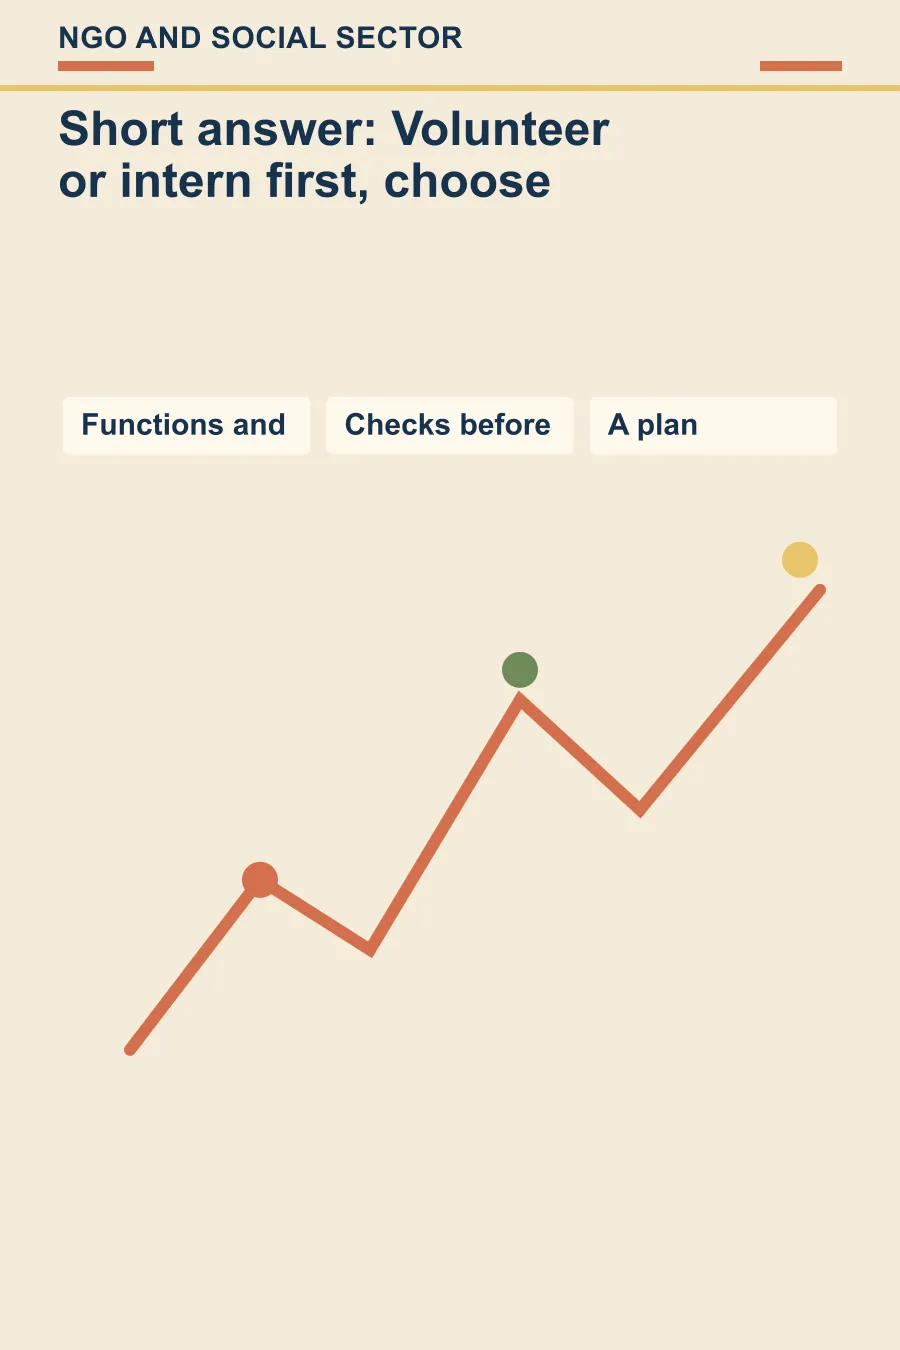 NGO AND SOCIAL SECTOR
Short answer: Volunteer
or intern first, choose
Functions and
Checks before
A plan